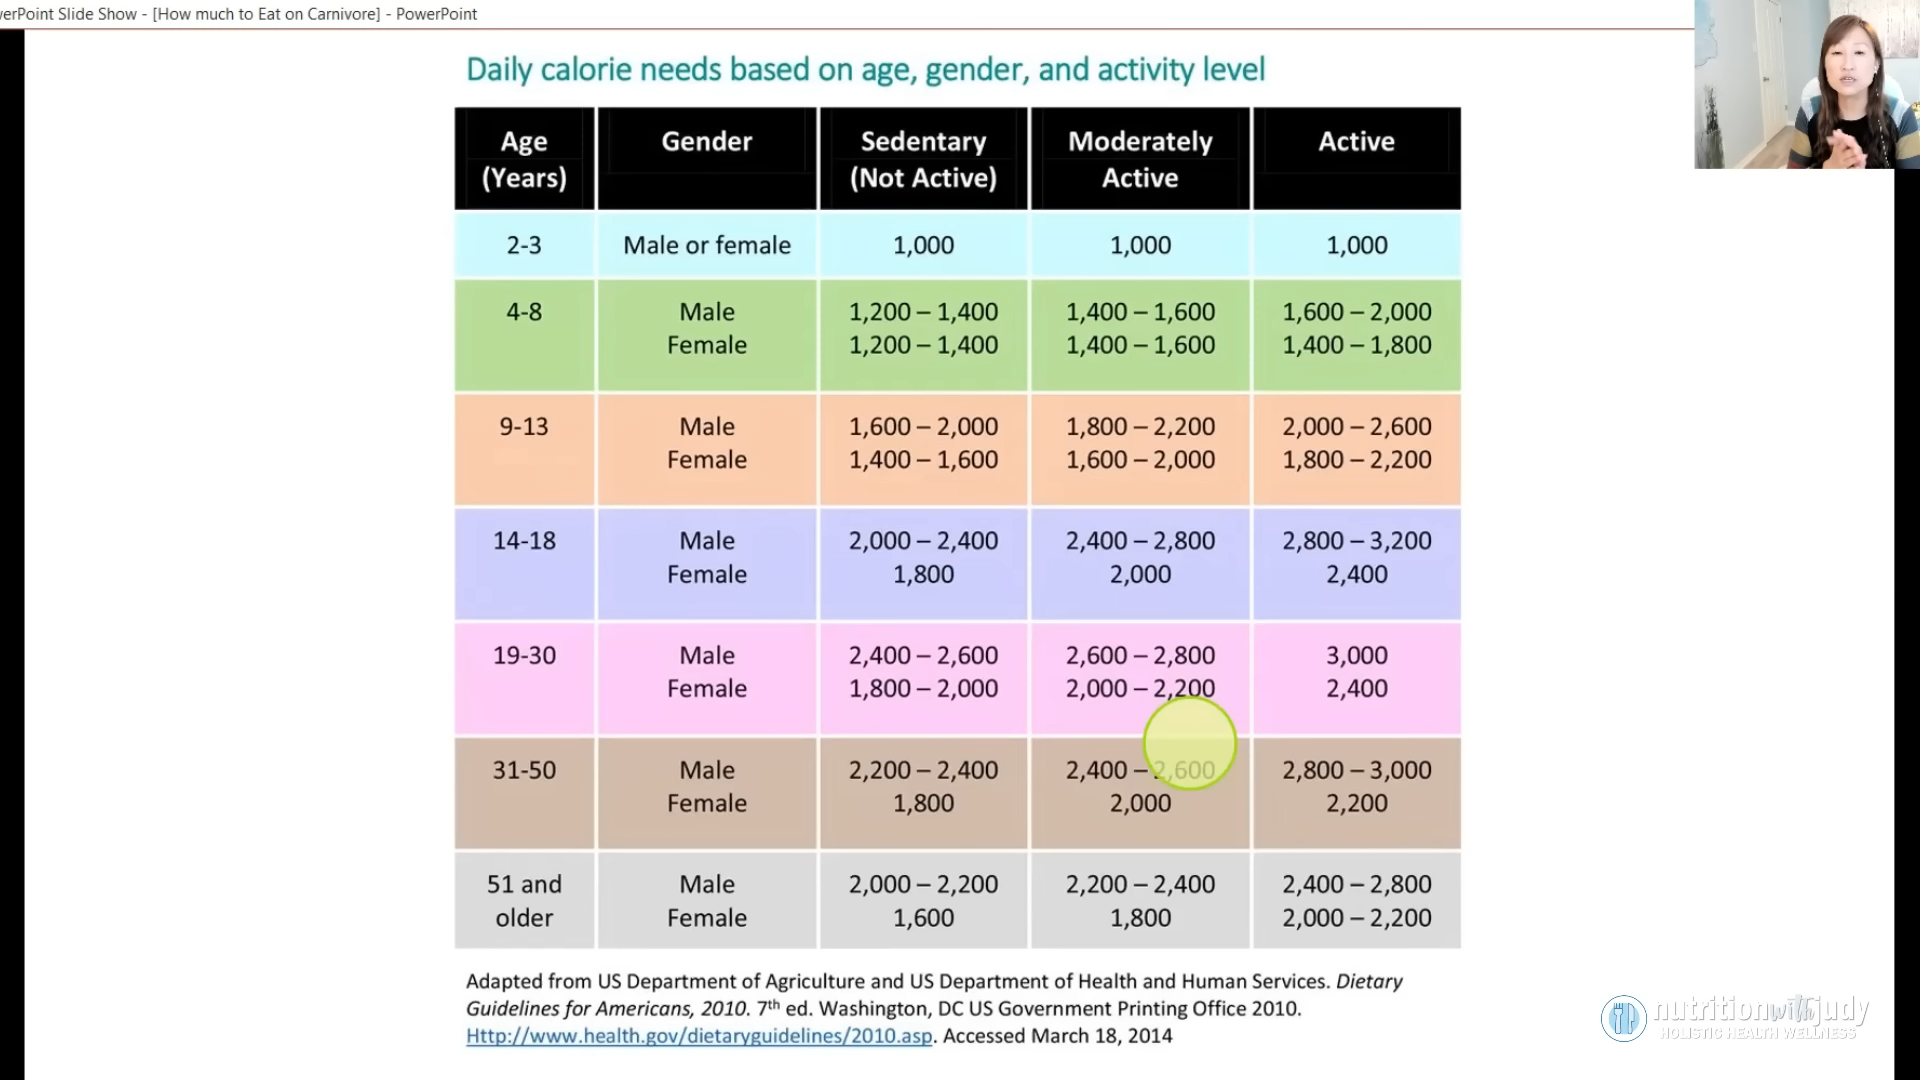 verPoint Slide Show - [How much to Eat on Carnivore] - PowerPoint
Daily calorie needs based on age, gender, and activity level
Age (Years) Gender Sedentary (Not Active) Moderately Active Active
2-3 Male or female 1,000 1,000 1,000
4-8 Male 1,200 – 1,400 1,400 – 1,600 1,600 – 2,000
Female 1,200 – 1,400 1,400 – 1,600 1,400 – 1,800
9-13 Male 1,600 – 2,000 1,800 – 2,200 2,000 – 2,600
Female 1,400 – 1,600 1,600 – 2,000 1,800 – 2,200
14-18 Male 2,000 – 2,400 2,400 – 2,800 2,800 – 3,200
Female 1,800 2,000 2,400
19-30 Male 2,400 – 2,600 2,600 – 2,800 3,000
Female 1,800 – 2,000 2,000 – 2,200 2,400
31-50 Male 2,200 – 2,400 2,400 – 2,600 2,800 – 3,000
Female 1,800 2,000 2,200
51 and Male 2,000 – 2,200 2,200 – 2,400 2,400 – 2,800
older Female 1,600 1,800 2,000 – 2,200
Adapted from US Department of Agriculture and US Department of Health and Human Services. Dietary
Guidelines for Americans, 2010. 7th ed. Washington, DC US Government Printing Office 2010.
Http://www.health.gov/dietaryguidelines/2010.asp. Accessed March 18, 2014
nutritionwithjudy
HOLISTIC HEALTH WELLNESS